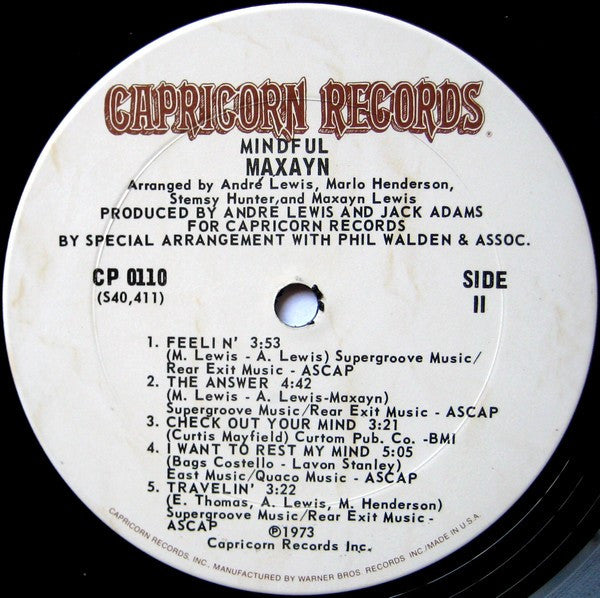 CAPRICORN RECORDS®
MINDFUL
MAXAYN
Arranged by André Lewis, Marlo Henderson,
Stemsy Hunter,and Maxayn Lewis
PRODUCED BY ANDRE LEWIS AND JACK ADAMS
FOR CAPRICORN RECORDS
BY SPECIAL ARRANGEMENT WITH PHIL WALDEN & ASSOC.
CP 0110
(S40,411)
SIDE
II
1. FEELIN' 3:53
(M. Lewis - A. Lewis) Supergroove Music/
Rear Exit Music - ASCAP
2. THE ANSWER 4:42
(M. Lewis - A. Lewis-Maxayn)
Supergroove Music/Rear Exit Music - ASCAP
3. CHECK OUT YOUR MIND 3:21
(Curtis Mayfield) Curtom Pub. Co. -BMI
4. I WANT TO REST MY MIND 5:05
(Bags Costello - Lavon Stanley)
East Music/Quaco Music - ASCAP
5. TRAVELIN' 3:22
(E. Thomas, A. Lewis, M. Henderson)
Supergroove Music/Rear Exit Music -
ASCAP
℗1973
Capricorn Records Inc.
CAPRICORN RECORDS, INC. MANUFACTURED BY WARNER BROS. RECORDS INC./MADE IN U.S.A.